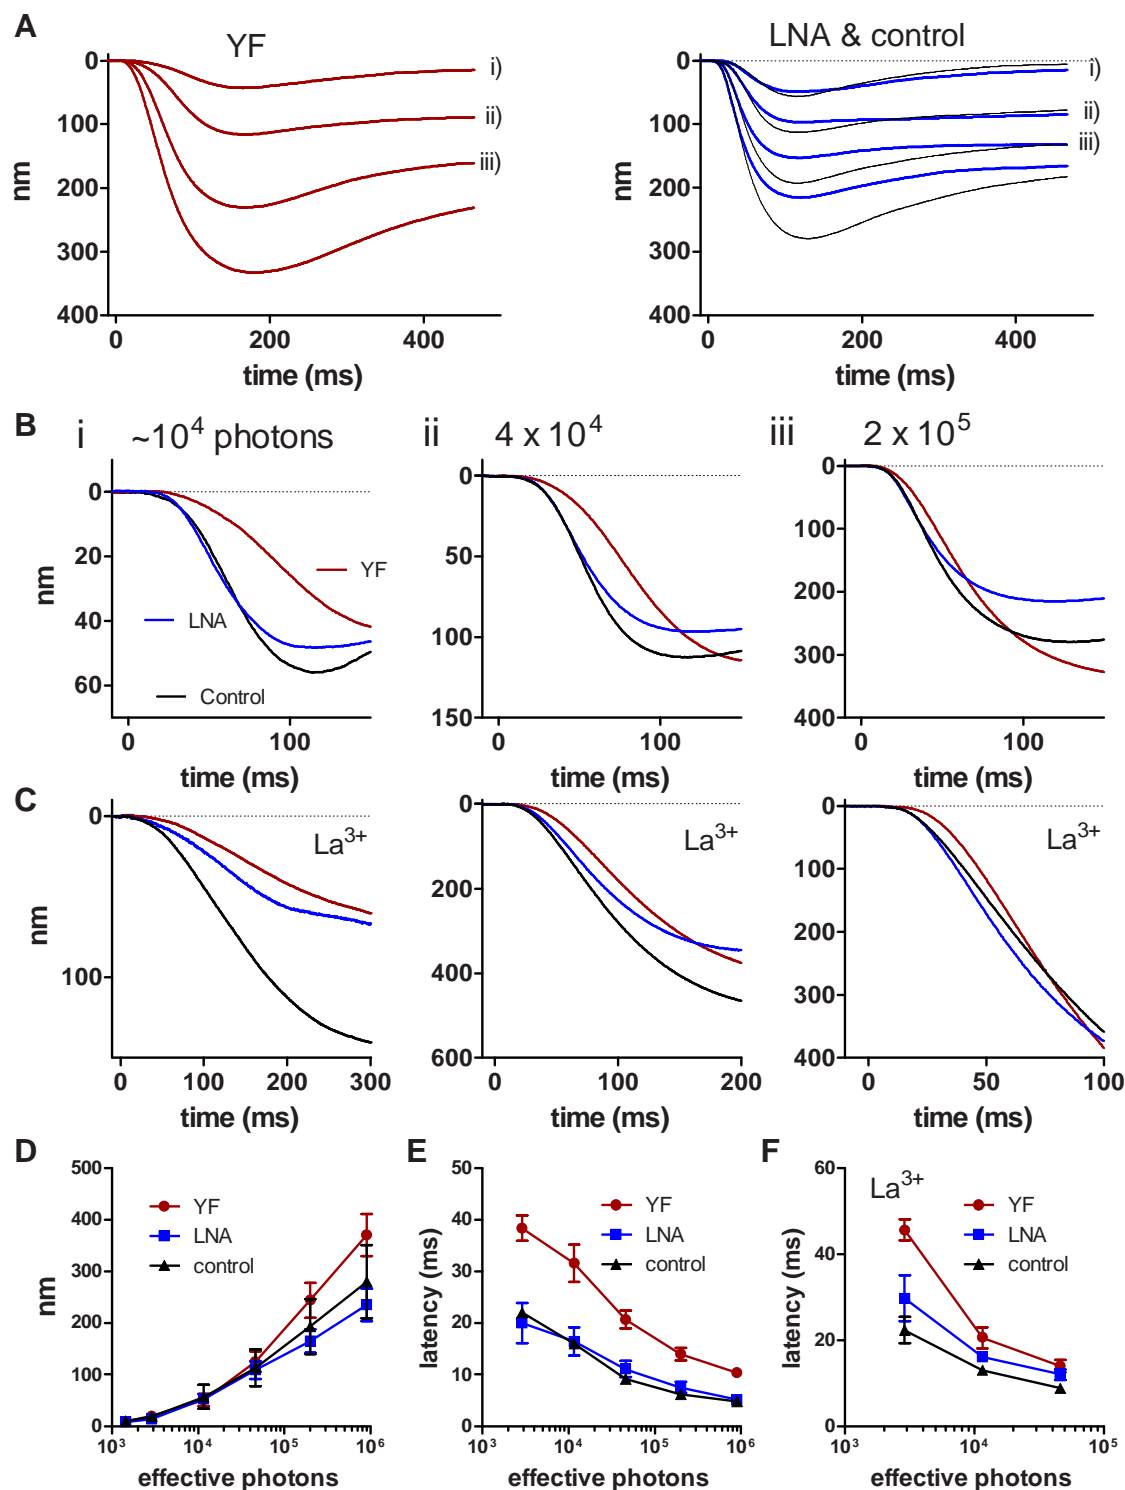 A
YF
LNA & control
0
100
200
300
400
nm
0
200
400
time (ms)
i)
ii)
iii)
0
100
200
300
400
nm
0
200
400
time (ms)
i)
ii)
iii)
B
i
~10⁴ photons
ii
4 x 10⁴
iii
2 x 10⁵
0
20
40
60
nm
YF
LNA
Control
0
100
time (ms)
0
50
100
150
0
100
time (ms)
0
100
200
300
400
0
100
time (ms)
C
La³⁺
0
100
nm
0
100
200
300
time (ms)
La³⁺
0
200
400
600
0
100
200
time (ms)
La³⁺
0
100
200
300
400
0
50
100
time (ms)
D
500
400
300
200
100
0
nm
YF
LNA
control
10³
10⁴
10⁵
10⁶
effective photons
E
50
40
30
20
10
0
latency (ms)
YF
LNA
control
10³
10⁴
10⁵
10⁶
effective photons
F
La³⁺
60
40
20
0
latency (ms)
YF
LNA
control
10³
10⁴
10⁵
effective photons